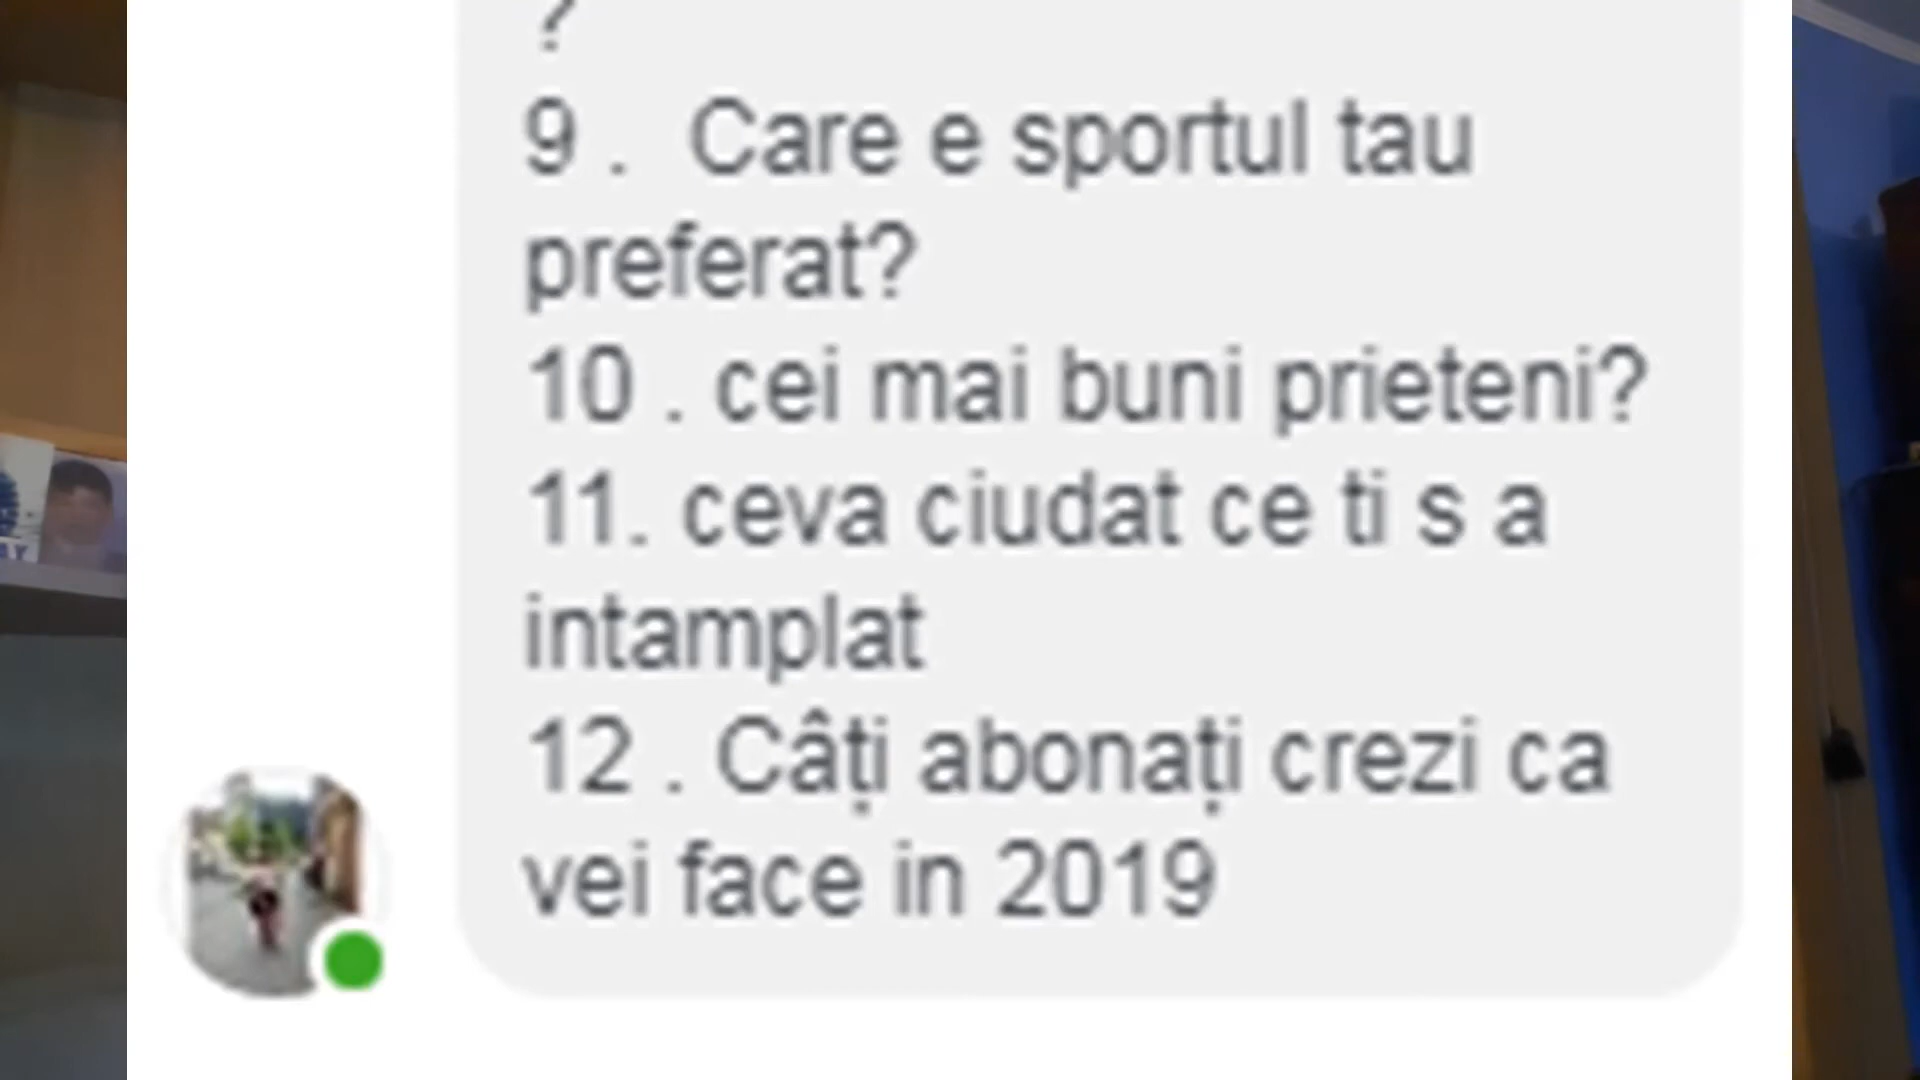 ?
9 . Care e sportul tau
preferat?
10 . cei mai buni prieteni?
11. ceva ciudat ce ti s a
intamplat
12 . Câți abonați crezi ca
vei face in 2019